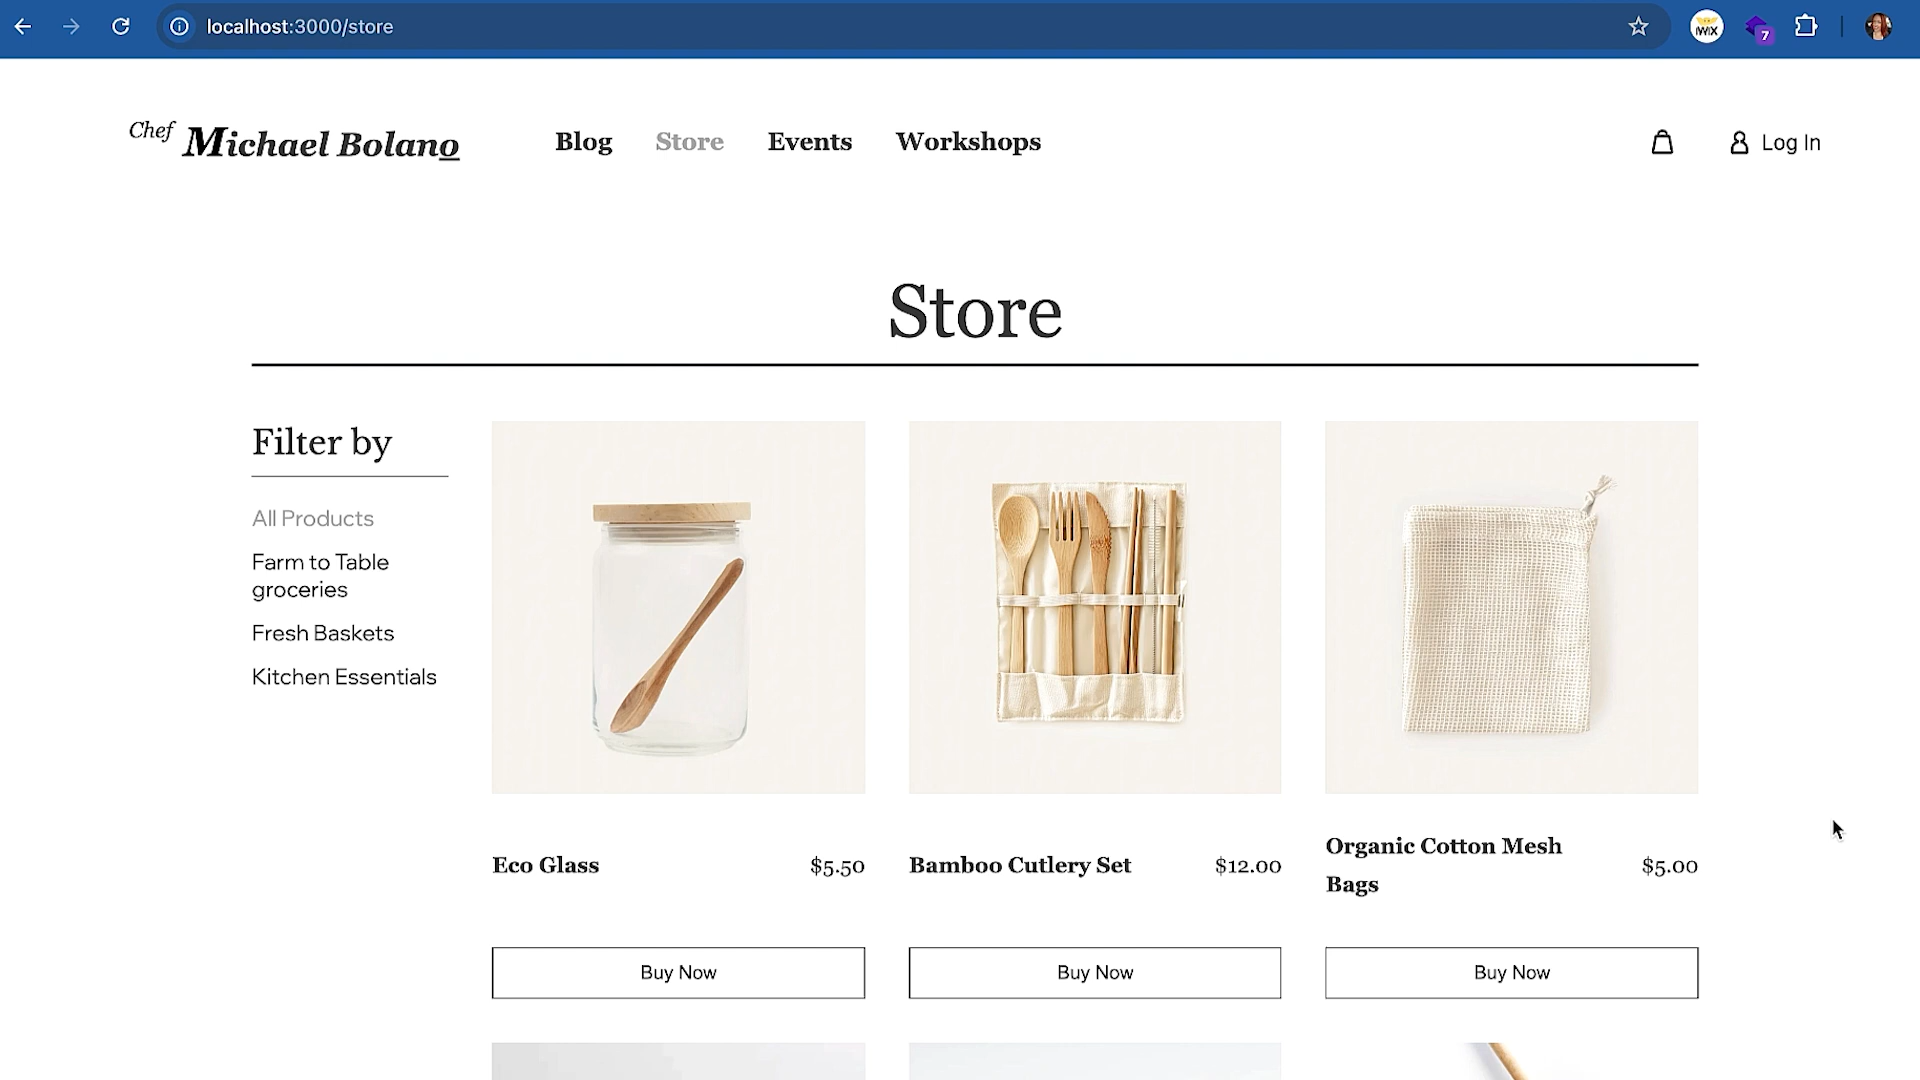 localhost:3000/store
WIX
7
Chef Michael Bolano
Blog Store Events Workshops
Log In
Store
Filter by
All Products
Farm to Table
groceries
Fresh Baskets
Kitchen Essentials
Eco Glass $5.50
Bamboo Cutlery Set $12.00
Organic Cotton Mesh
Bags $5.00
Buy Now
Buy Now
Buy Now